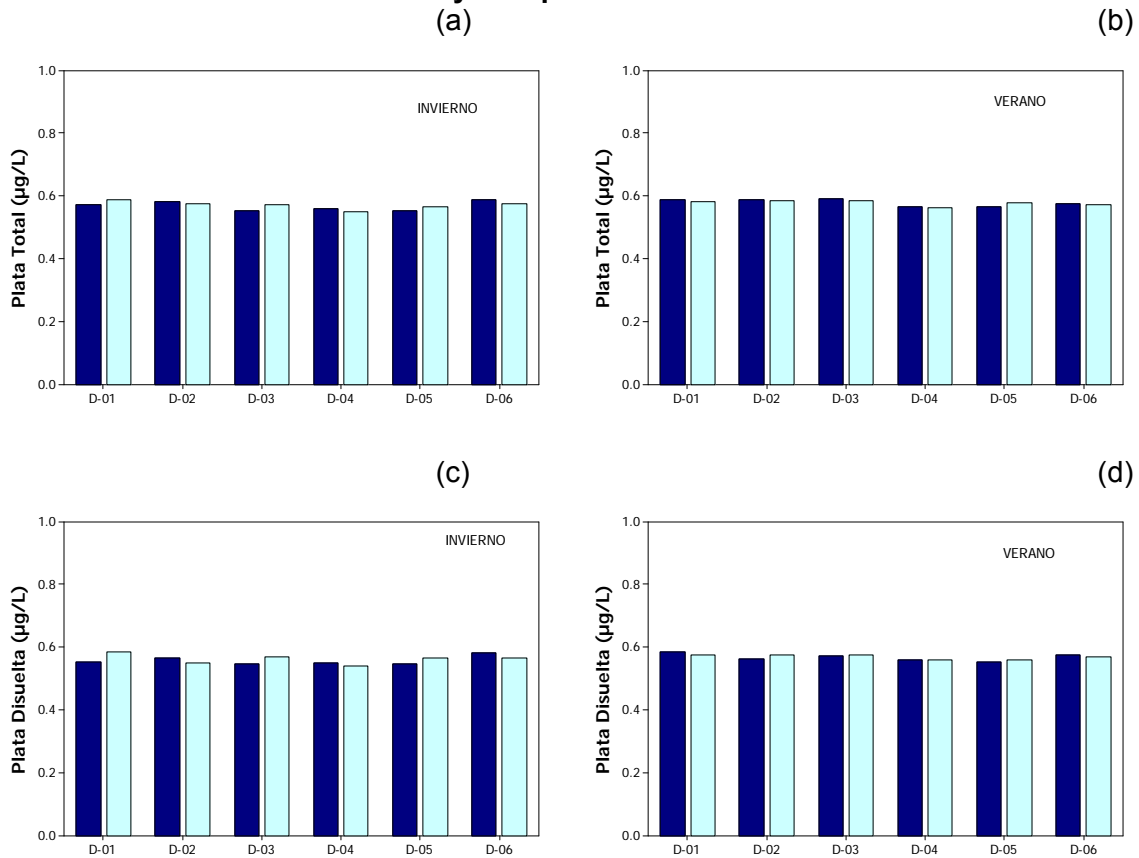 (a)
1.0
0.8
0.6
0.4
0.2
0.0
Plata Total (µg/L)
INVIERNO
D-01 D-02 D-03 D-04 D-05 D-06
(b)
1.0
0.8
0.6
0.4
0.2
0.0
Plata Total (µg/L)
VERANO
D-01 D-02 D-03 D-04 D-05 D-06
(c)
1.0
0.8
0.6
0.4
0.2
0.0
Plata Disuelta (µg/L)
INVIERNO
D-01 D-02 D-03 D-04 D-05 D-06
(d)
1.0
0.8
0.6
0.4
0.2
0.0
Plata Disuelta (µg/L)
VERANO
D-01 D-02 D-03 D-04 D-05 D-06